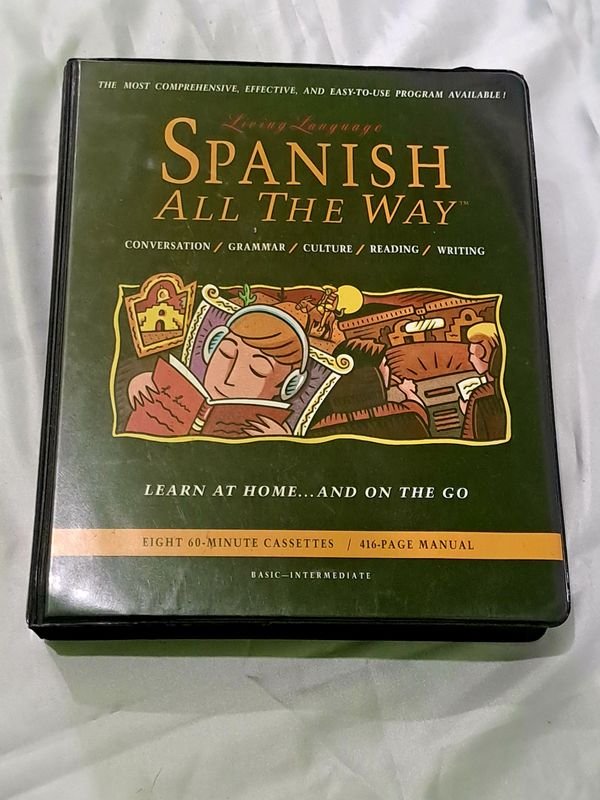 THE MOST COMPREHENSIVE, EFFECTIVE, AND EASY-TO-USE PROGRAM AVAILABLE!
Living Language
SPANISH
ALL THE WAY™
CONVERSATION / GRAMMAR / CULTURE / READING / WRITING
LEARN AT HOME...AND ON THE GO
EIGHT 60-MINUTE CASSETTES / 416-PAGE MANUAL
BASIC—INTERMEDIATE